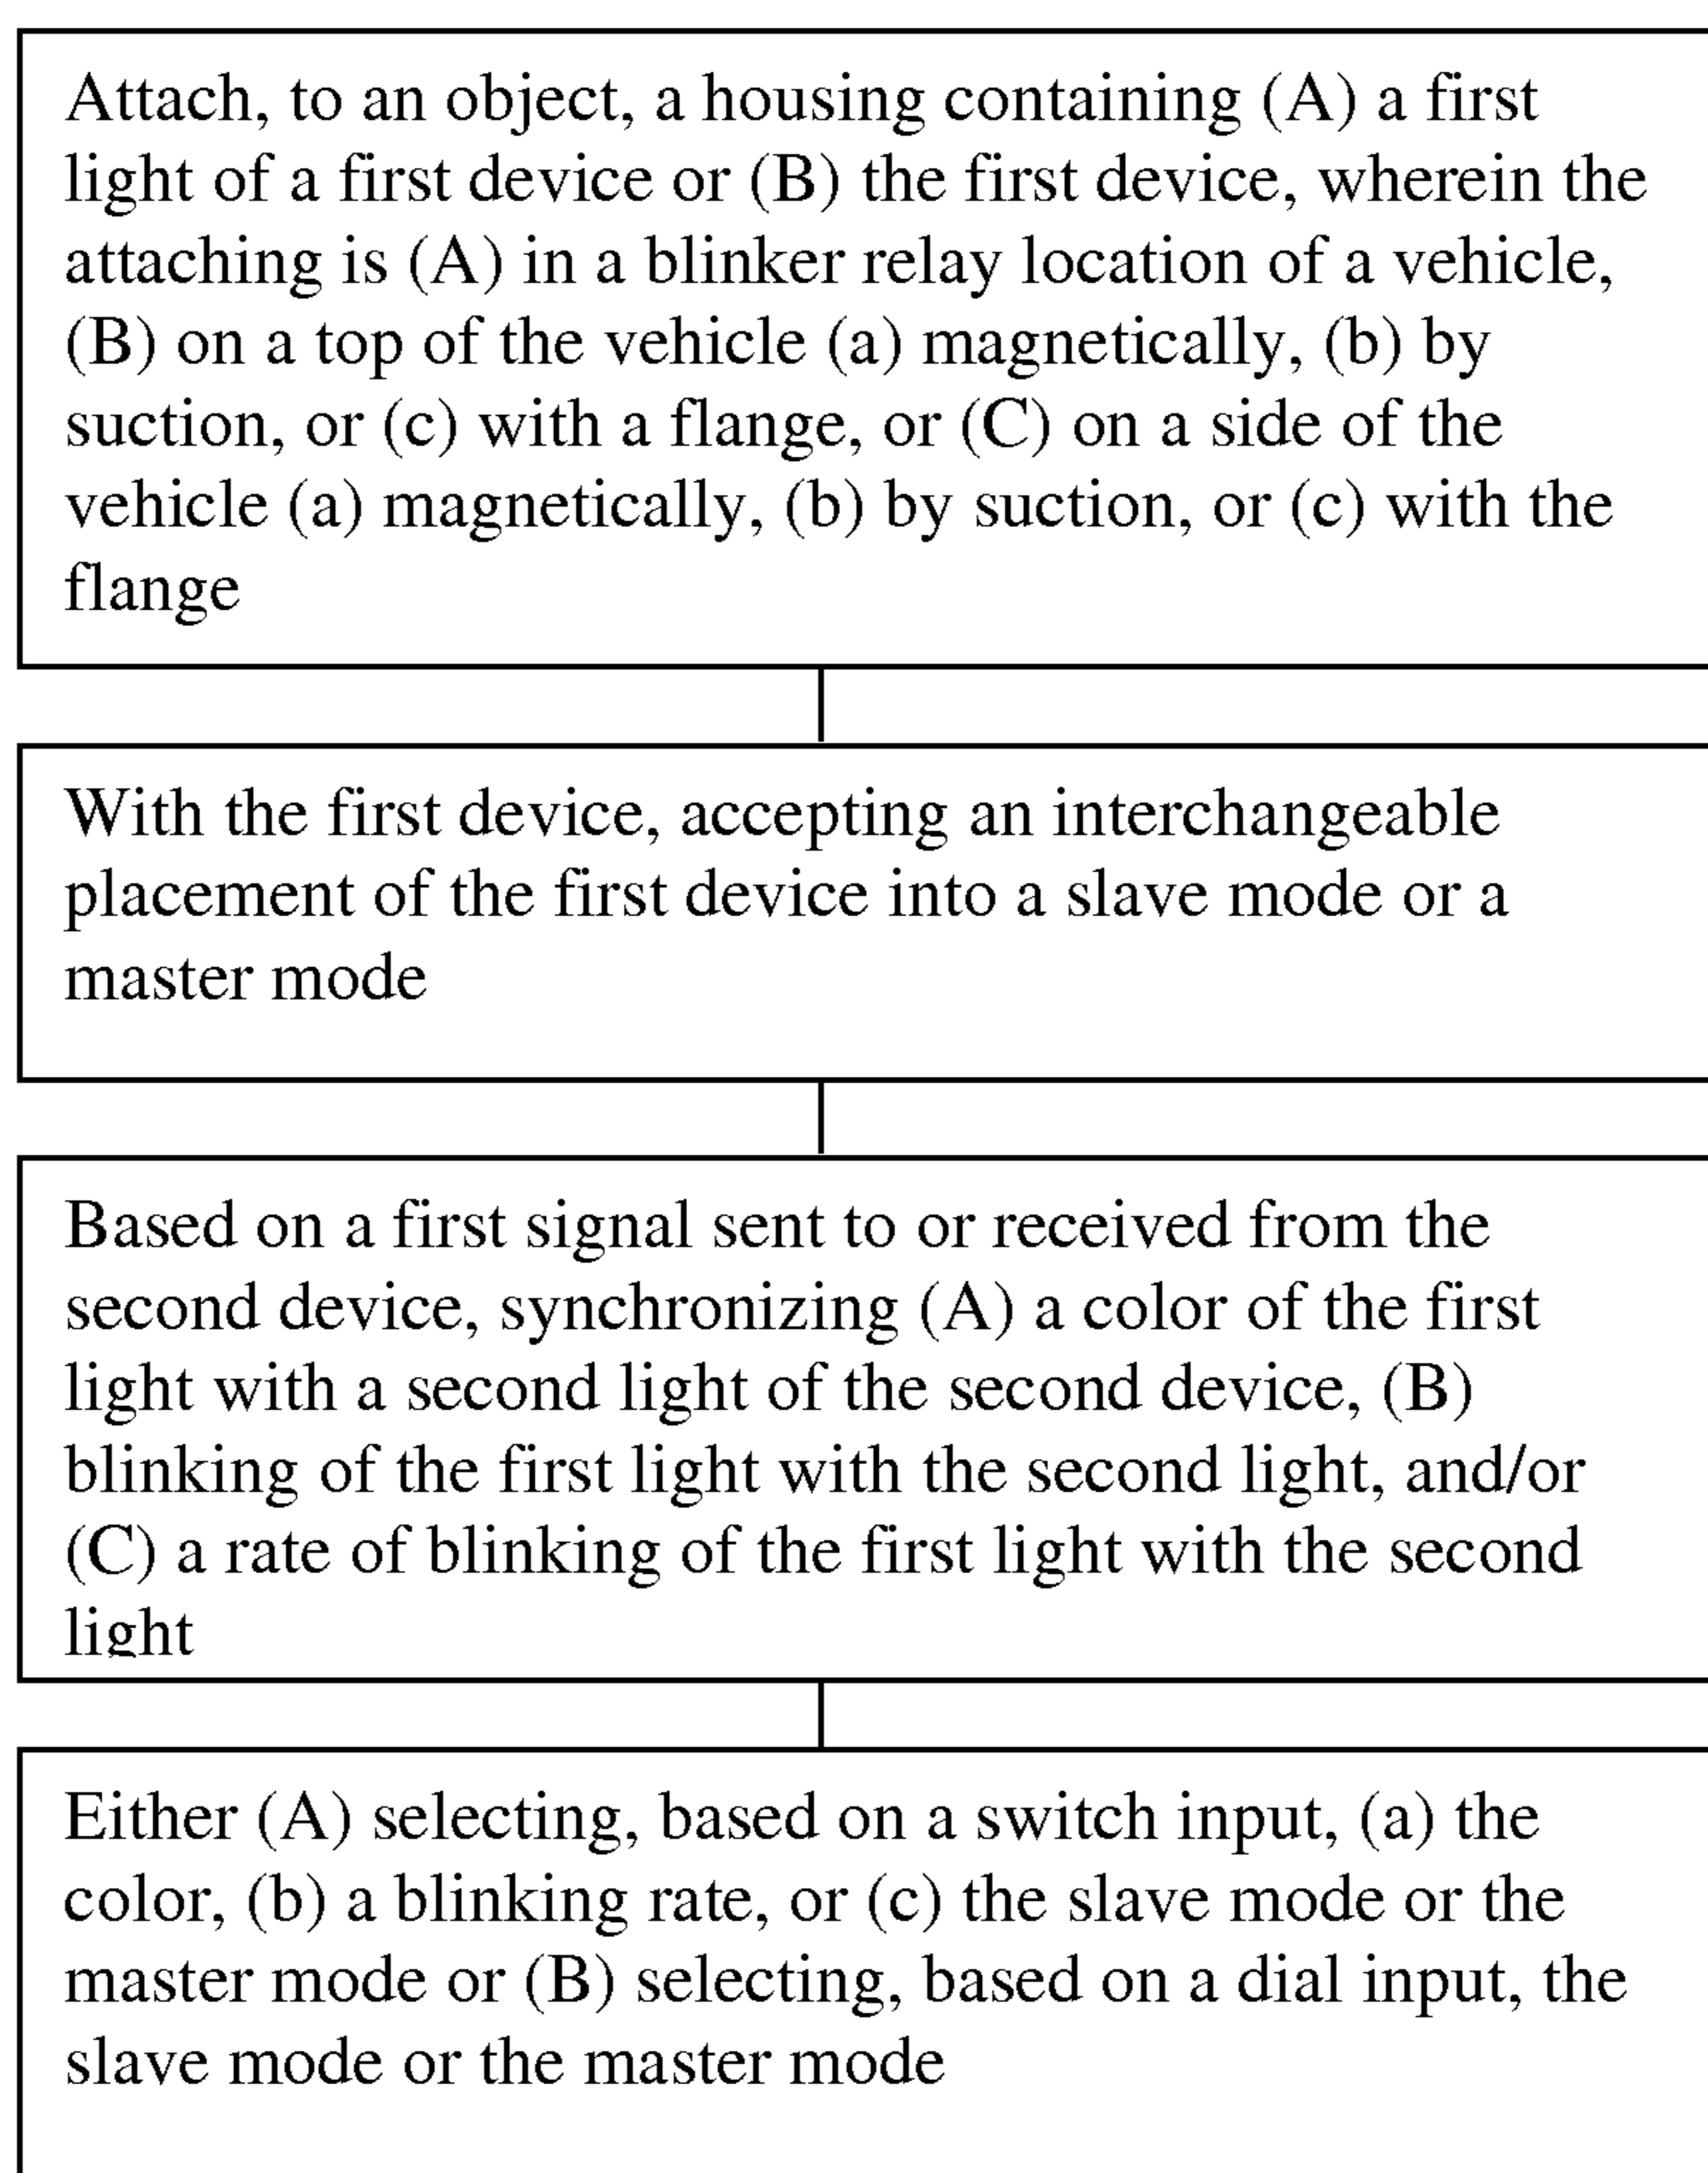 Attach, to an object, a housing containing (A) a first
light of a first device or (B) the first device, wherein the
attaching is (A) in a blinker relay location of a vehicle,
(B) on a top of the vehicle (a) magnetically, (b) by
suction, or (c) with a flange, or (C) on a side of the
vehicle (a) magnetically, (b) by suction, or (c) with the
flange
With the first device, accepting an interchangeable
placement of the first device into a slave mode or a
master mode
Based on a first signal sent to or received from the
second device, synchronizing (A) a color of the first
light with a second light of the second device, (B)
blinking of the first light with the second light, and/or
(C) a rate of blinking of the first light with the second
light
Either (A) selecting, based on a switch input, (a) the
color, (b) a blinking rate, or (c) the slave mode or the
master mode or (B) selecting, based on a dial input, the
slave mode or the master mode